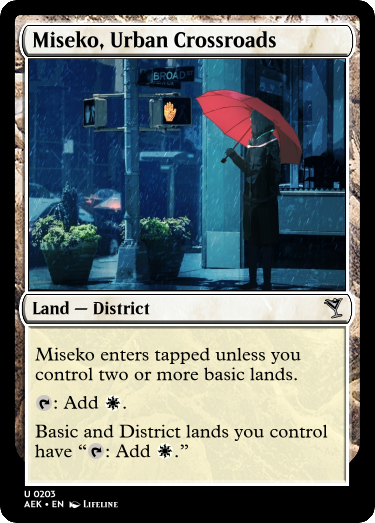 Miseko, Urban Crossroads
BROAD
Land — District
Miseko enters tapped unless you
control two or more basic lands.
: Add .
Basic and District lands you control
have “: Add .”
U 0203
AEK • EN Lifeline